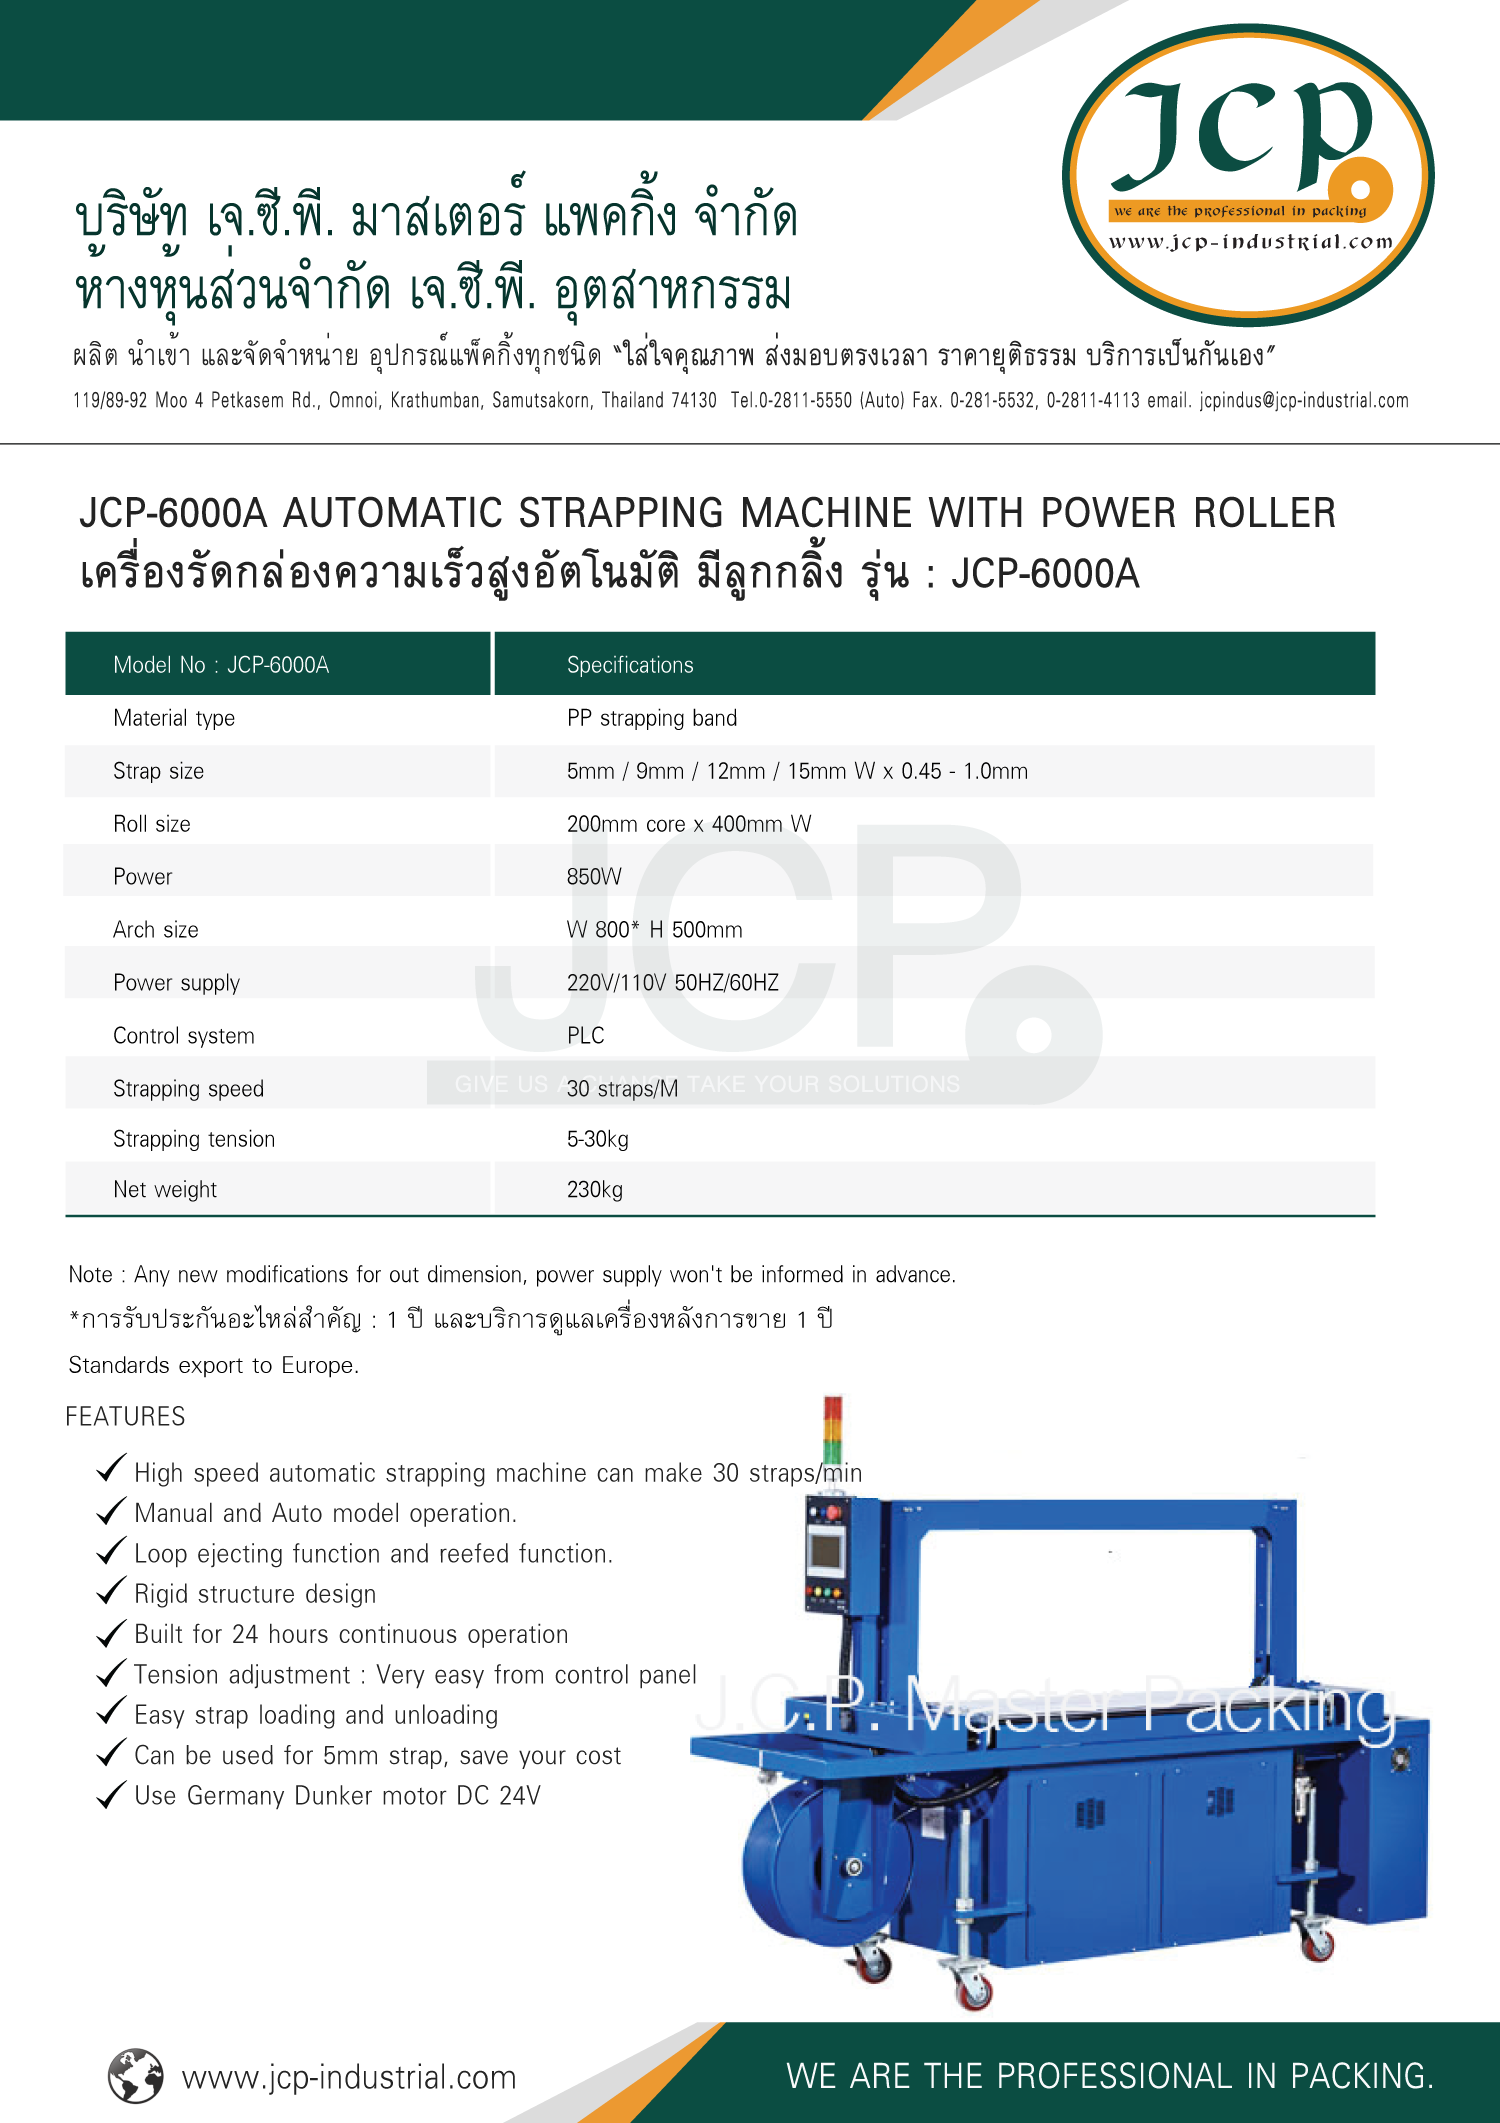 JCP
we are the professional in packing
www.jcp-industrial.com
บริษัท เจ.ซี.พี. มาสเตอร์ แพคกิ้ง จำกัด
ห้างหุ้นส่วนจำกัด เจ.ซี.พี. อุตสาหกรรม
ผลิต นำเข้า และจัดจำหน่าย อุปกรณ์แพ็คกิ้งทุกชนิด "ใส่ใจคุณภาพ ส่งมอบตรงเวลา ราคายุติธรรม บริการเป็นกันเอง"
119/89-92 Moo 4 Petkasem Rd., Omnoi, Krathumban, Samutsakorn, Thailand 74130 Tel.0-2811-5550 (Auto) Fax. 0-281-5532, 0-2811-4113 email. jcpindus@jcp-industrial.com
JCP-6000A AUTOMATIC STRAPPING MACHINE WITH POWER ROLLER
เครื่องรัดกล่องความเร็วสูงอัตโนมัติ มีลูกกลิ้ง รุ่น : JCP-6000A
Model No : JCP-6000A Specifications
Material type PP strapping band
Strap size 5mm / 9mm / 12mm / 15mm W x 0.45 - 1.0mm
Roll size 200mm core x 400mm W
Power 850W
Arch size W 800* H 500mm
Power supply 220V/110V 50HZ/60HZ
Control system PLC
Strapping speed 30 straps/M
Strapping tension 5-30kg
Net weight 230kg
JCP
GIVE US A CHANCE TAKE YOUR SOLUTIONS
Note : Any new modifications for out dimension, power supply won't be informed in advance.
*การรับประกันอะไหล่สำคัญ : 1 ปี และบริการดูแลเครื่องหลังการขาย 1 ปี
Standards export to Europe.
FEATURES
High speed automatic strapping machine can make 30 straps/min
Manual and Auto model operation.
Loop ejecting function and reefed function.
Rigid structure design
Built for 24 hours continuous operation
Tension adjustment : Very easy from control panel
Easy strap loading and unloading
Can be used for 5mm strap, save your cost
Use Germany Dunker motor DC 24V
J.C.P. Master Packing
www.jcp-industrial.com
WE ARE THE PROFESSIONAL IN PACKING.